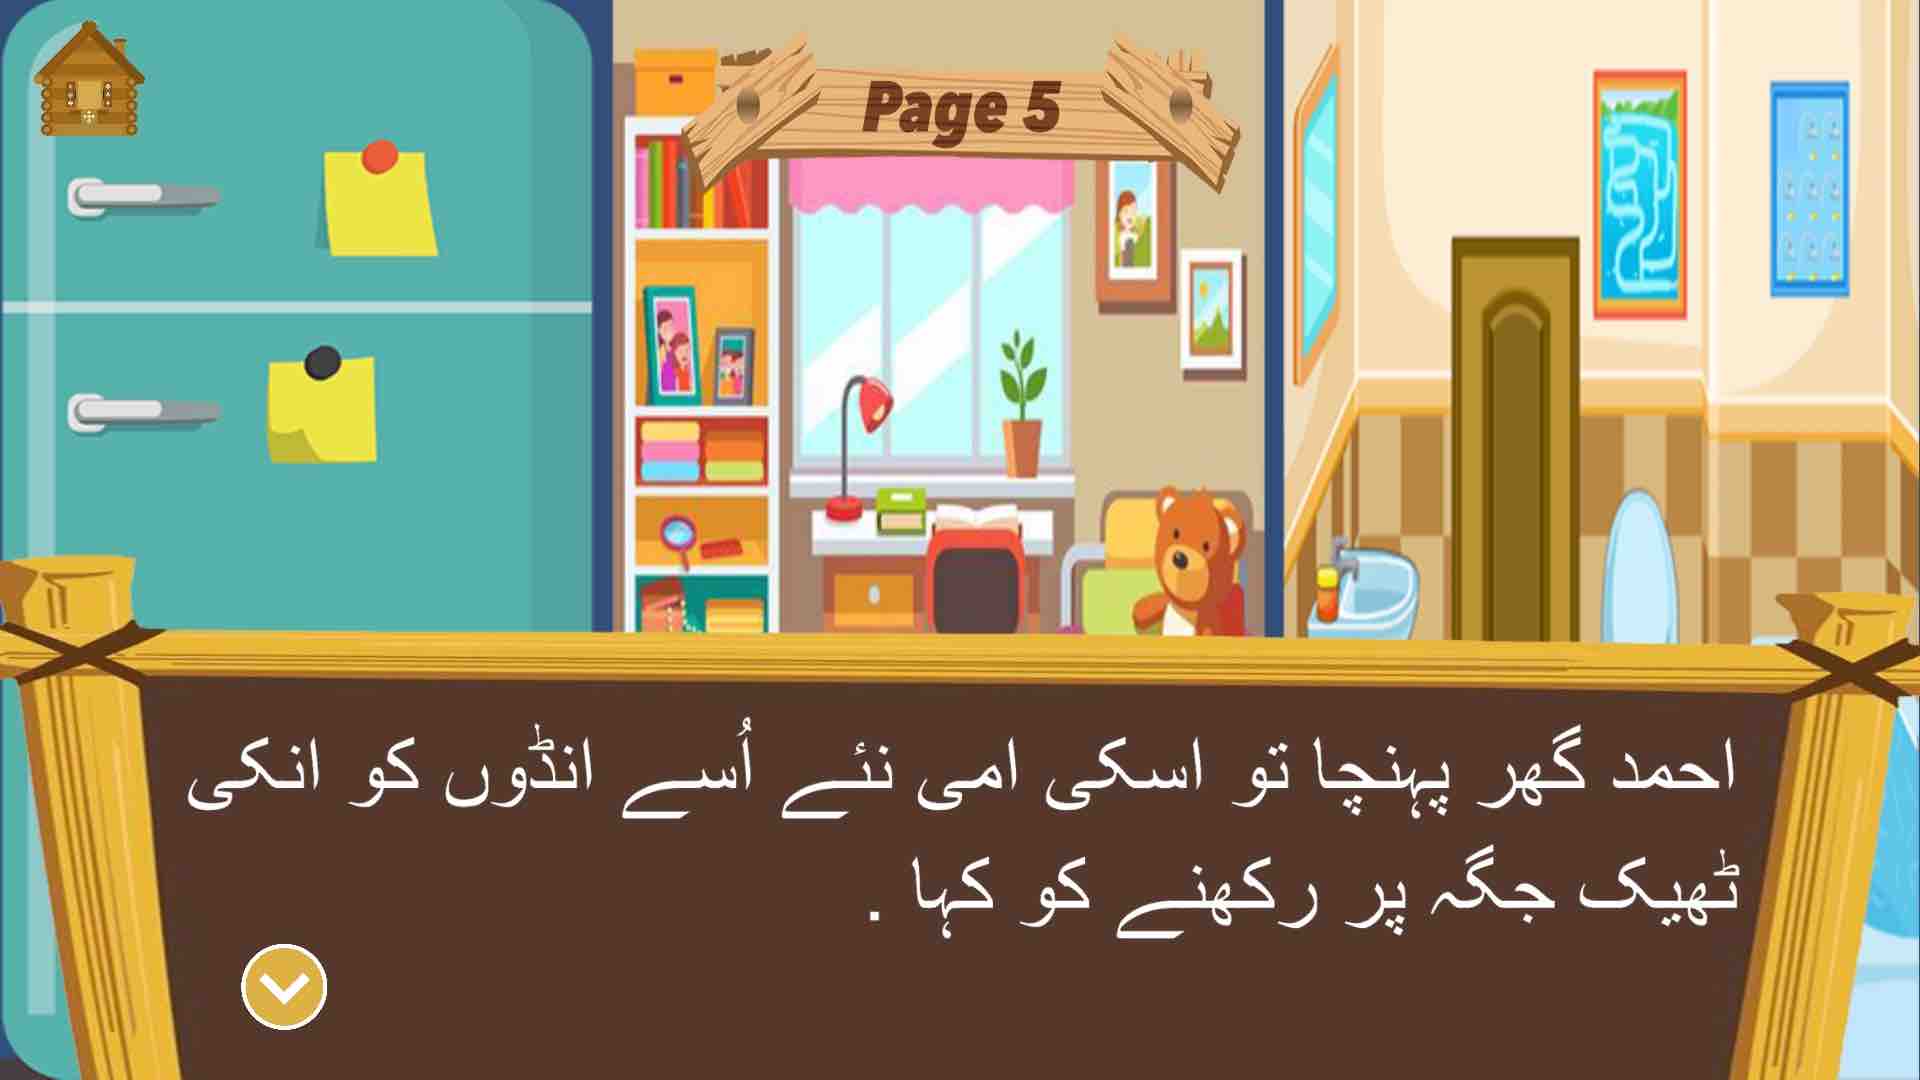 Page 5
احمد گھر پہنچا تو اسکی امی نئے اُسے انڈوں کو انکی
ٹھیک جگہ پر رکھنے کو کہا .